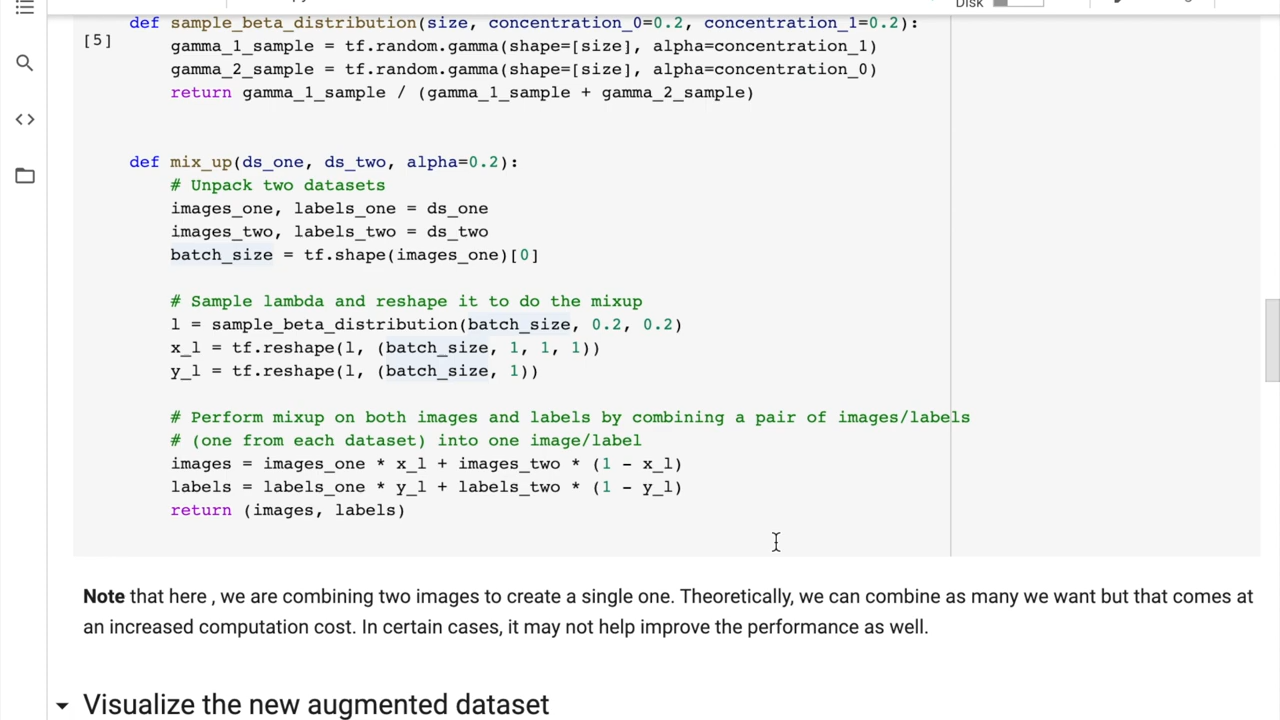 Disk
def sample_beta_distribution(size, concentration_0=0.2, concentration_1=0.2):
[5]
gamma_1_sample = tf.random.gamma(shape=[size], alpha=concentration_1)
gamma_2_sample = tf.random.gamma(shape=[size], alpha=concentration_0)
return gamma_1_sample / (gamma_1_sample + gamma_2_sample)
def mix_up(ds_one, ds_two, alpha=0.2):
# Unpack two datasets
images_one, labels_one = ds_one
images_two, labels_two = ds_two
batch_size = tf.shape(images_one)[0]
# Sample lambda and reshape it to do the mixup
l = sample_beta_distribution(batch_size, 0.2, 0.2)
x_l = tf.reshape(l, (batch_size, 1, 1, 1))
y_l = tf.reshape(l, (batch_size, 1))
# Perform mixup on both images and labels by combining a pair of images/labels
# (one from each dataset) into one image/label
images = images_one * x_l + images_two * (1 - x_l)
labels = labels_one * y_l + labels_two * (1 - y_l)
return (images, labels)
Note that here , we are combining two images to create a single one. Theoretically, we can combine as many we want but that comes at
an increased computation cost. In certain cases, it may not help improve the performance as well.
Visualize the new augmented dataset